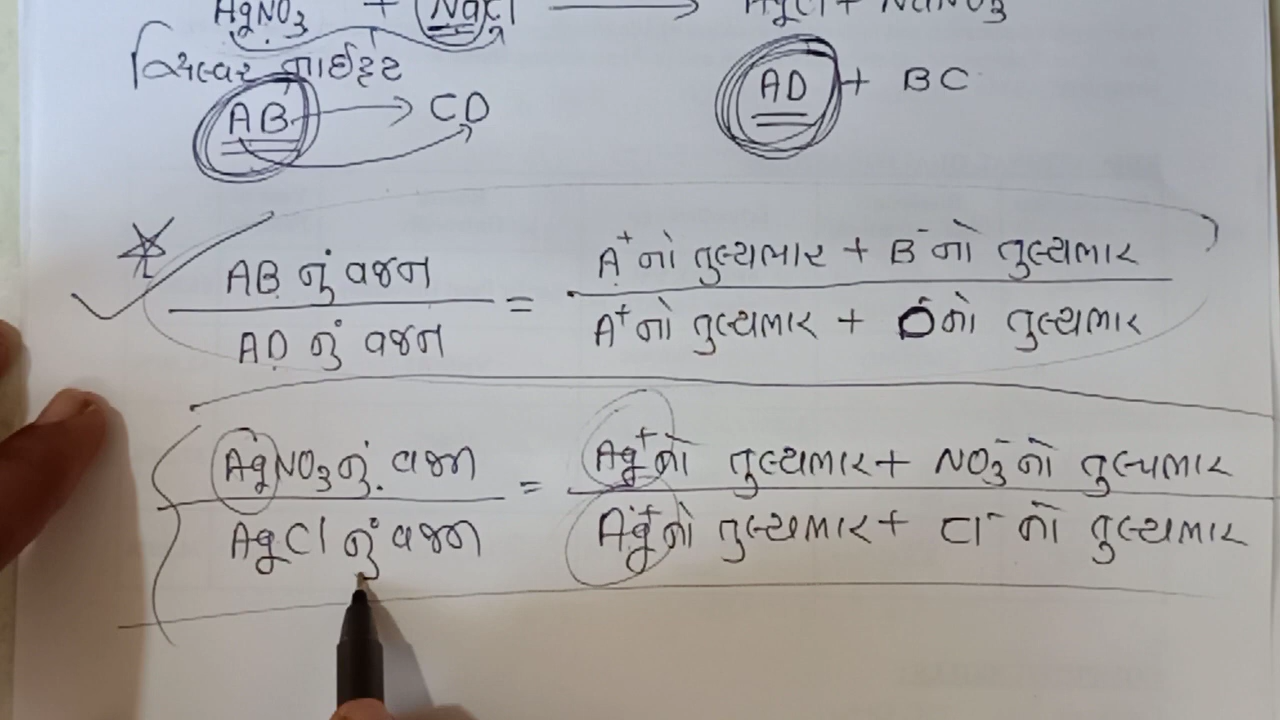 AgNO₃ + NaCl ⟶ AgCl + NaNO₃
સિલ્વર નાઈટ્રેટ
AB → CD AD + BC
AB નું વજન = A⁺ નો તુલ્યભાર + B⁻ નો તુલ્યભાર
AD નું વજન A⁺ નો તુલ્યભાર + D⁻ નો તુલ્યભાર
AgNO₃ નું વજન = Ag⁺ નો તુલ્યભાર + NO₃⁻ નો તુલ્યભાર
AgCl નું વજન Ag⁺ નો તુલ્યભાર + Cl⁻ નો તુલ્યભાર